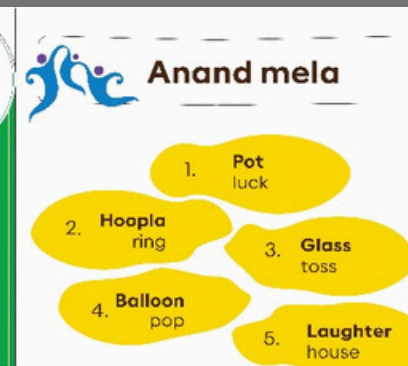 Anand mela
1. Pot
luck
2. Hoopla
ring
3. Glass
toss
4. Balloon
pop
5. Laughter
house